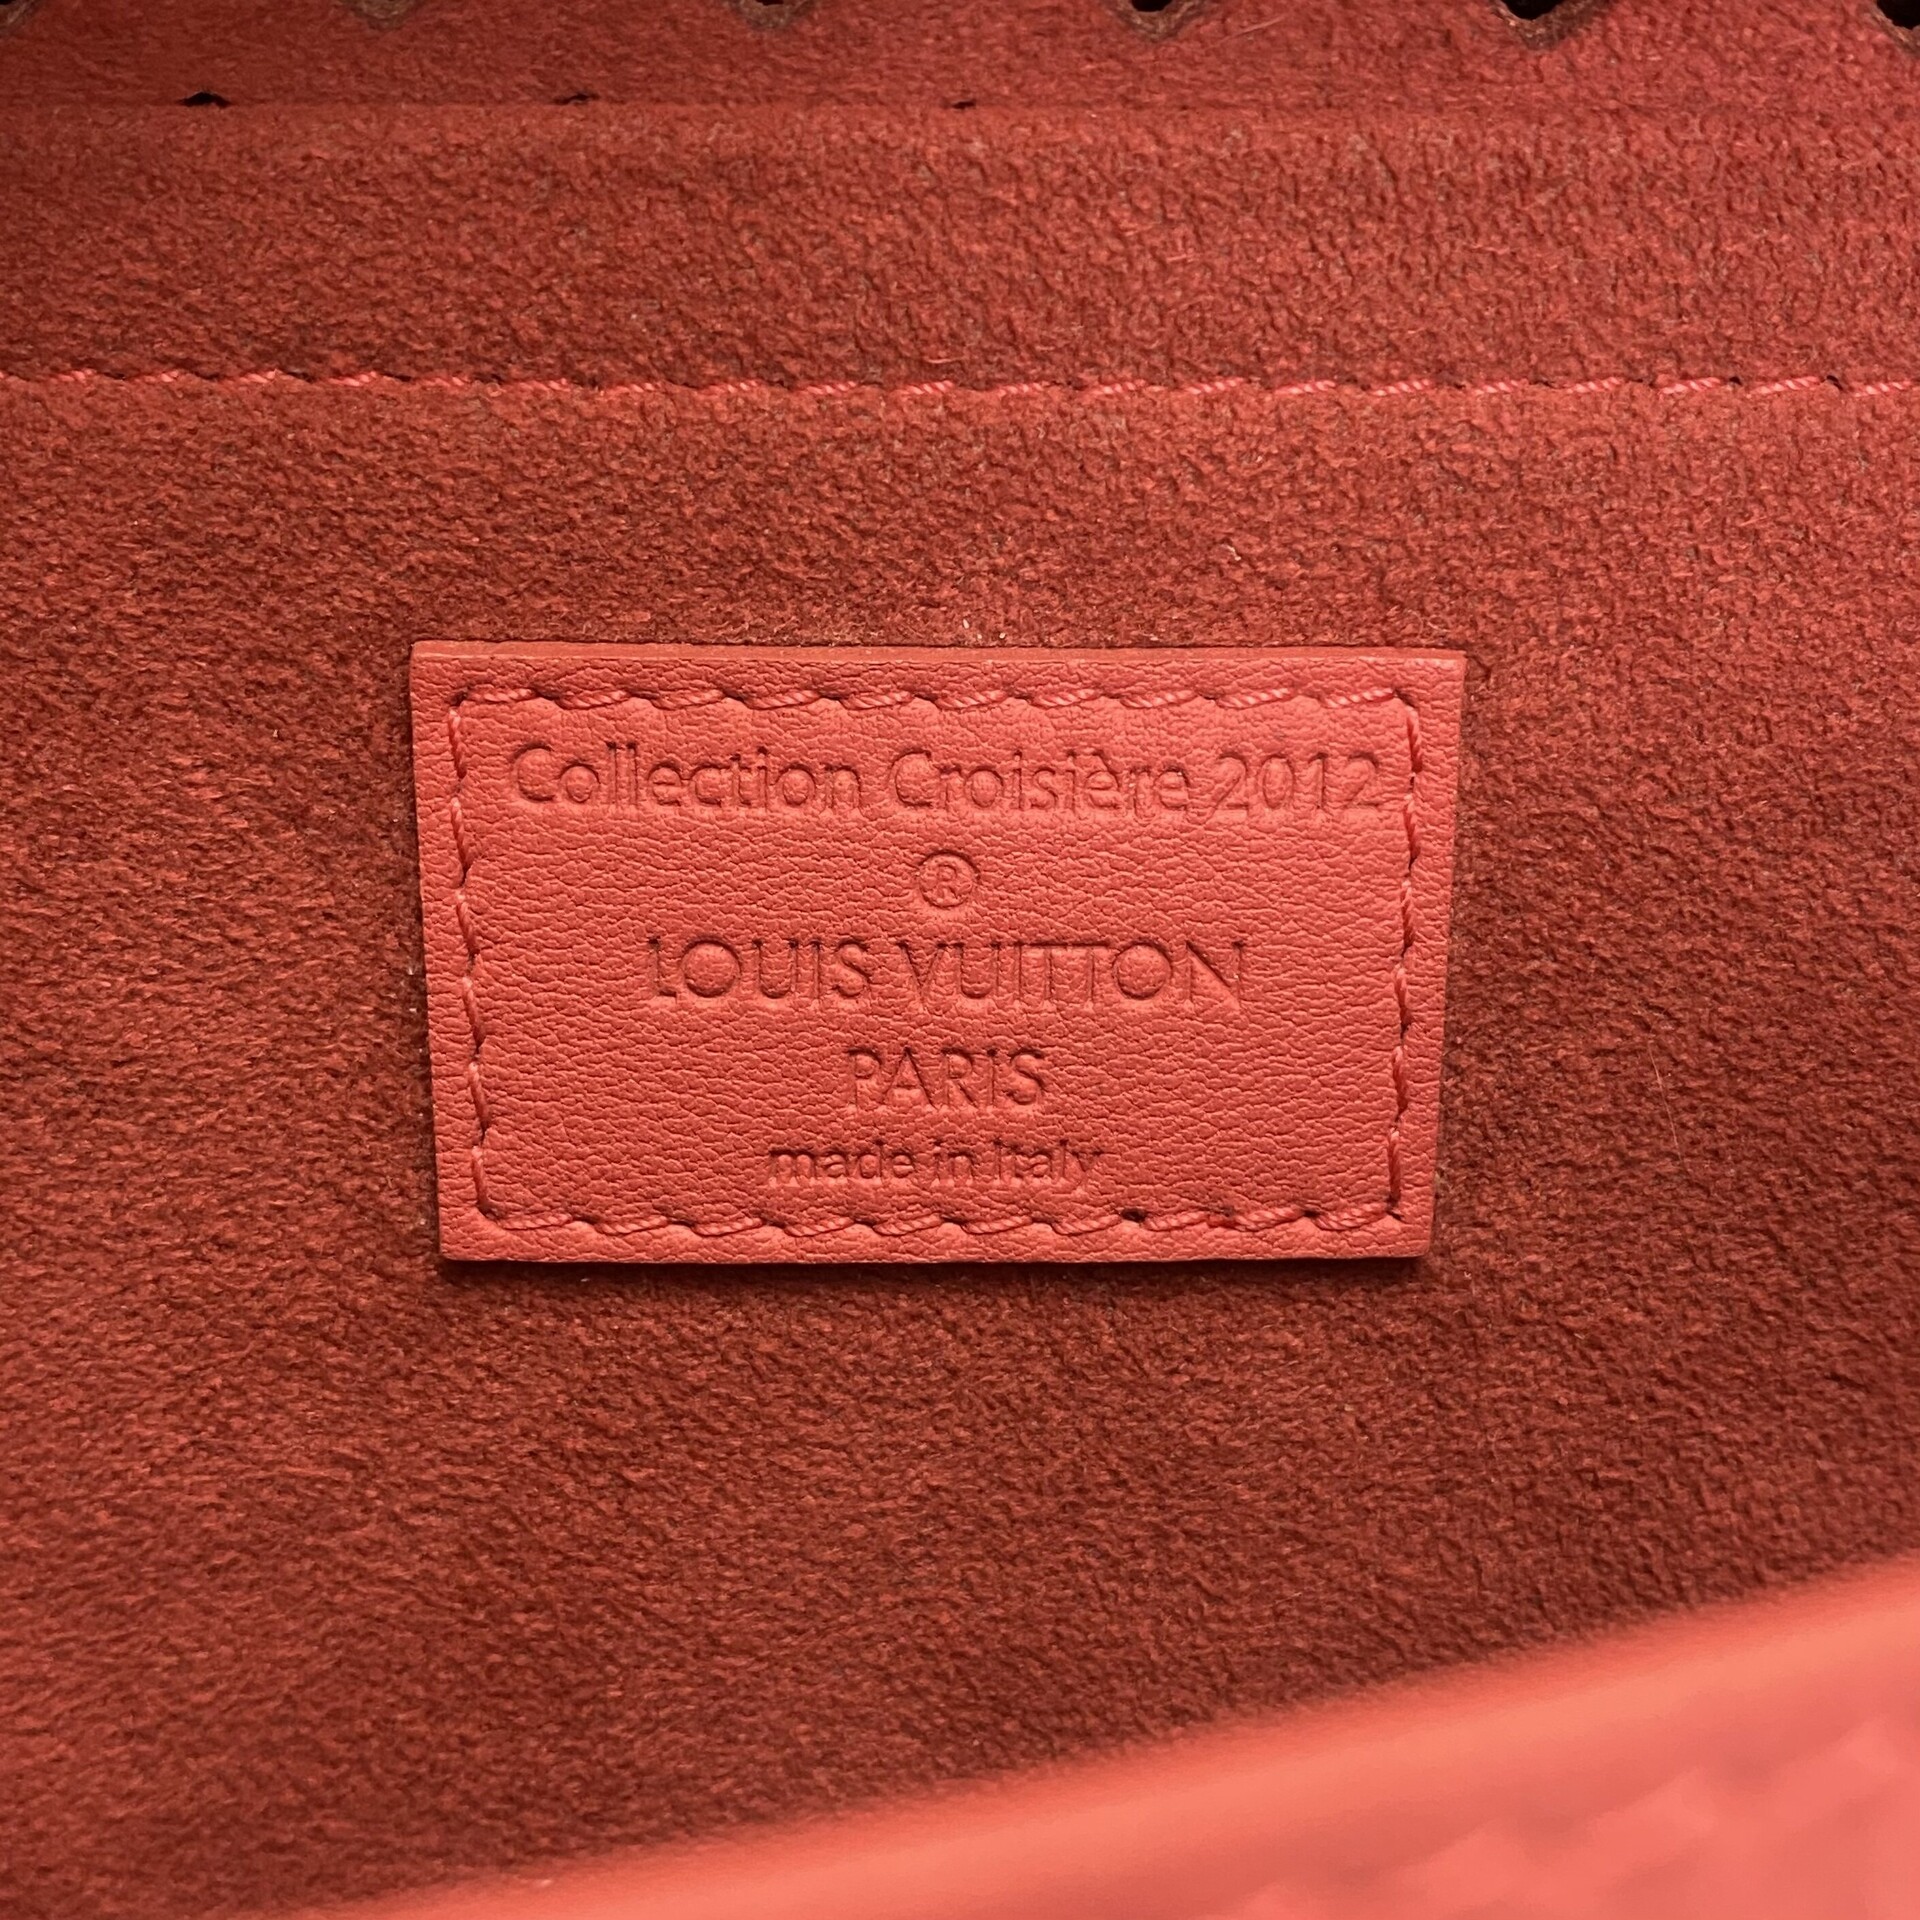 Collection Croisière 2012
®
LOUIS VUITTON
PARIS
made in Italy